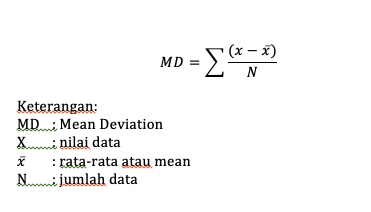 MD = ∑ (x − x̄) / N
Keterangan:
MD : Mean Deviation
X : nilai data
x̄ : rata-rata atau mean
N : jumlah data